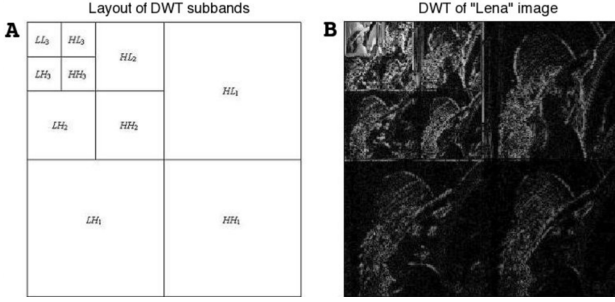 Layout of DWT subbands
DWT of "Lena" image
A
B
LL3
HL3
HL2
HL1
LH3
HH3
LH2
HH2
LH1
HH1